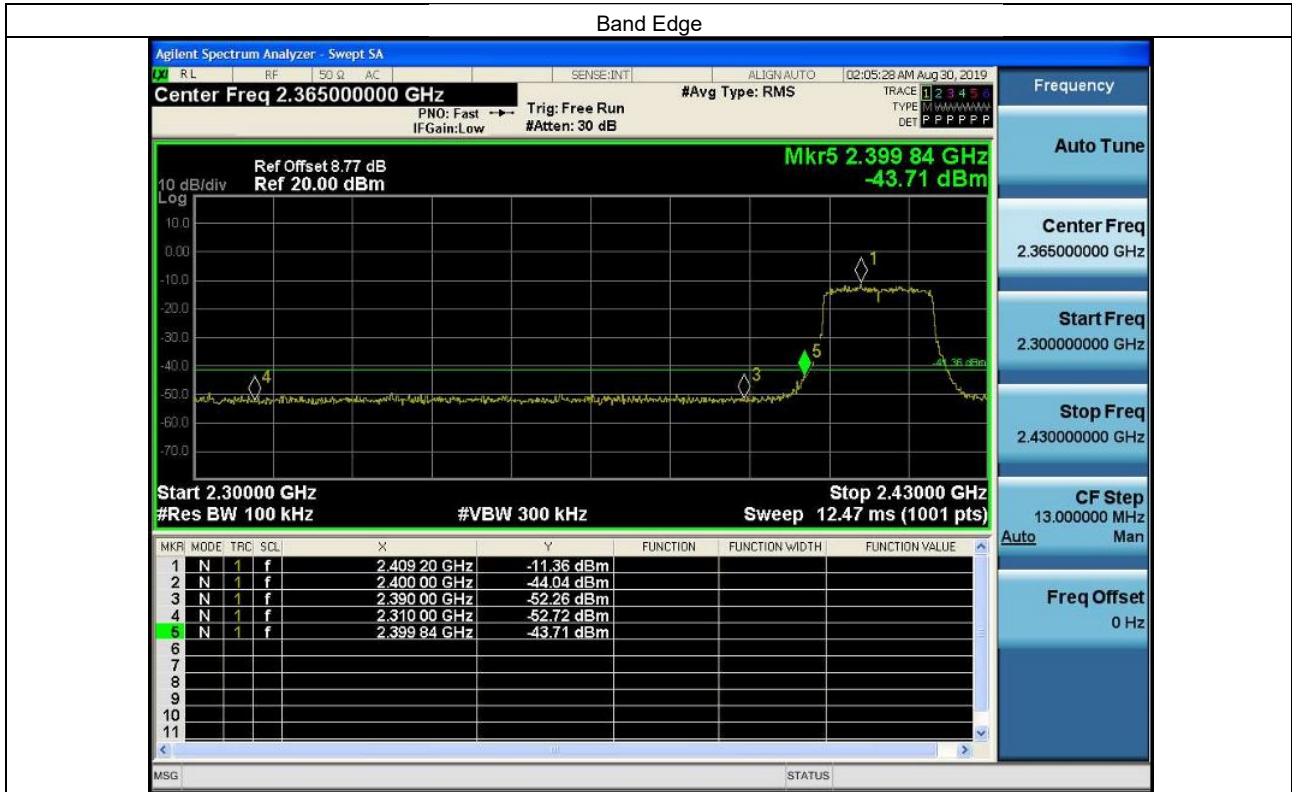 Band Edge
Agilent Spectrum Analyzer - Swept SA
LXI RL RF 50 Ω AC SENSE:INT ALIGN AUTO 02:05:28 AM Aug 30, 2019
Center Freq 2.365000000 GHz #Avg Type: RMS TRACE 1 2 3 4 5 6
PNO: Fast Trig: Free Run TYPE M WWWWW
IFGain:Low #Atten: 30 dB DET P P P P P P
Frequency
Mkr5 2.399 84 GHz
Ref Offset 8.77 dB
10 dB/div Ref 20.00 dBm -43.71 dBm
Log
10.0
0.00
-10.0
-20.0
-30.0
-40.0
-50.0
-60.0
-70.0
1
5
-41.36 dBm
4
3
Start 2.30000 GHz Stop 2.43000 GHz
#Res BW 100 kHz #VBW 300 kHz Sweep 12.47 ms (1001 pts)
MKR MODE TRC SCL X Y FUNCTION FUNCTION WIDTH FUNCTION VALUE
1 N 1 f 2.409 20 GHz -11.36 dBm
2 N 1 f 2.400 00 GHz -44.04 dBm
3 N 1 f 2.390 00 GHz -52.26 dBm
4 N 1 f 2.310 00 GHz -52.72 dBm
5 N 1 f 2.399 84 GHz -43.71 dBm
6
7
8
9
10
11
MSG STATUS
Auto Tune
Center Freq
2.365000000 GHz
Start Freq
2.300000000 GHz
Stop Freq
2.430000000 GHz
CF Step
13.000000 MHz
Auto Man
Freq Offset
0 Hz